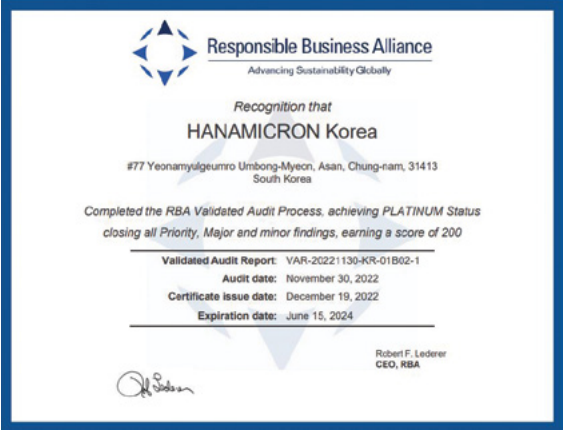 Responsible Business Alliance
Advancing Sustainability Globally
Recognition that
HANAMICRON Korea
#77 Yeonamyulgeumro Umbong-Myeon, Asan, Chung-nam, 31413
South Korea
Completed the RBA Validated Audit Process, achieving PLATINUM Status
closing all Priority, Major and minor findings, earning a score of 200
Validated Audit Report: VAR-20221130-KR-01B02-1
Audit date: November 30, 2022
Certificate issue date: December 19, 2022
Expiration date: June 15, 2024
Robert F. Lederer
CEO, RBA